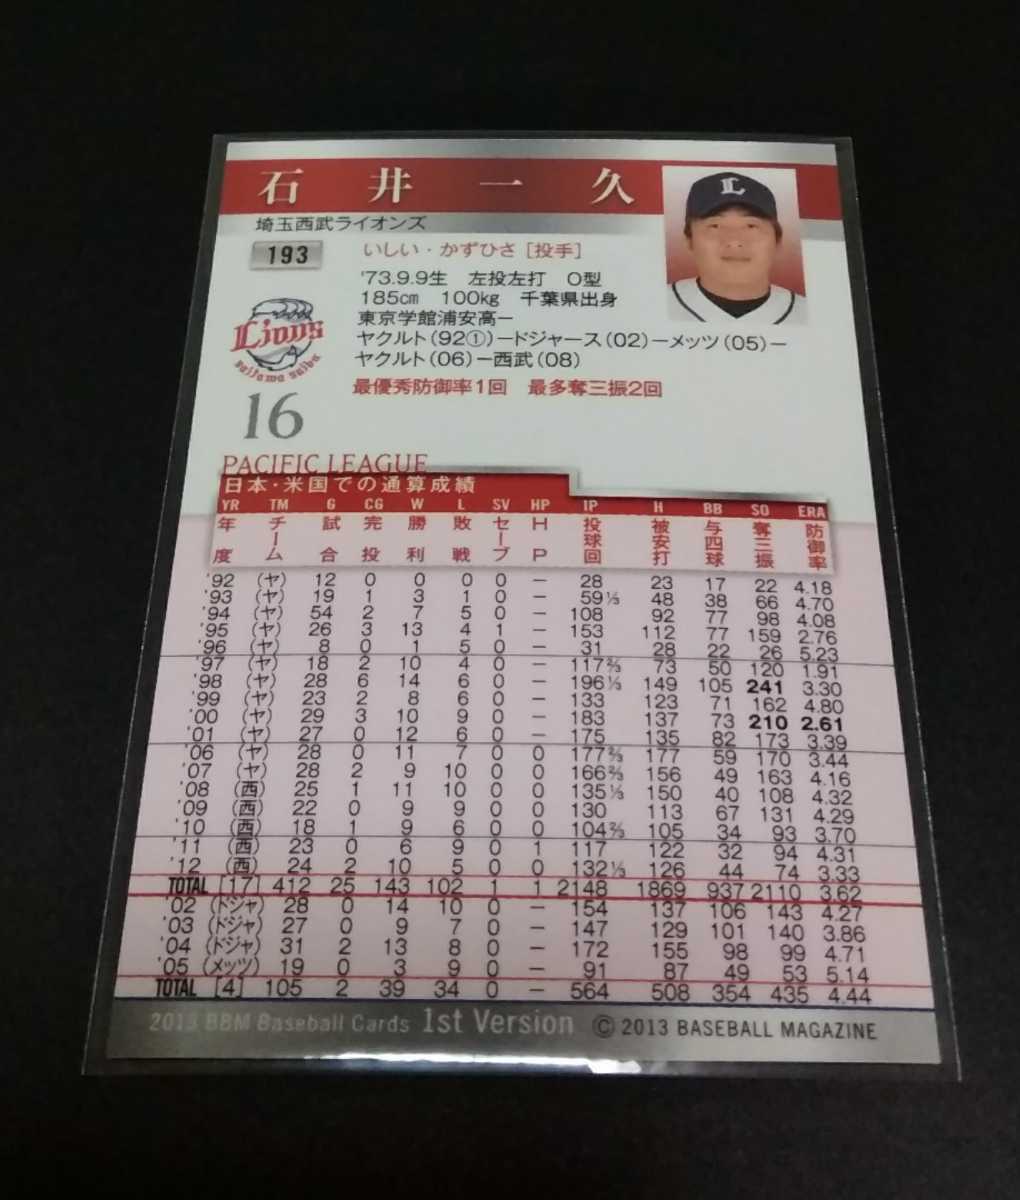 石井一久
埼玉西武ライオンズ
193
いしい・かずひさ [投手]
'73.9.9生 左投左打 O型
185cm 100kg 千葉県出身
東京学館浦安高ー
ヤクルト(92①)ードジャース(02)ーメッツ(05)ー
ヤクルト(06)ー西武(08)
最優秀防御率1回 最多奪三振2回
L
Lions
saitama seibu
16
PACIFIC LEAGUE
日本・米国での通算成績
YR TM G CG W L SV HP IP H BB SO ERA
年度 チーム 試合 完投 勝利 敗戦 セーブ HP 投球回 被安打 与四球 奪三振 防御率
'92 (ヤ) 12 0 0 0 0 － 28 23 17 22 4.18
'93 (ヤ) 19 1 3 1 0 － 59⅓ 48 38 66 4.70
'94 (ヤ) 54 2 7 5 0 － 108 92 77 98 4.08
'95 (ヤ) 26 3 13 4 1 － 153 112 77 159 2.76
'96 (ヤ) 8 0 1 5 0 － 31 28 22 26 5.23
'97 (ヤ) 18 2 10 4 0 － 117⅔ 73 50 120 1.91
'98 (ヤ) 28 6 14 6 0 － 196⅓ 149 105 241 3.30
'99 (ヤ) 23 2 8 6 0 － 133 123 71 162 4.80
'00 (ヤ) 29 3 10 9 0 － 183 137 73 210 2.61
'01 (ヤ) 27 0 12 6 0 － 175 135 82 173 3.39
'06 (ヤ) 28 0 11 7 0 0 177⅔ 177 59 170 3.44
'07 (ヤ) 28 2 9 10 0 0 166⅔ 156 49 163 4.16
'08 (西) 25 1 11 10 0 0 135⅓ 150 40 108 4.32
'09 (西) 22 0 9 9 0 0 130 113 67 131 4.29
'10 (西) 18 1 9 6 0 0 104⅔ 105 34 93 3.70
'11 (西) 23 0 6 9 0 1 117 122 32 94 4.31
'12 (西) 24 2 10 5 0 0 132⅓ 126 44 74 3.33
TOTAL [17] 412 25 143 102 1 1 2148 1869 937 2110 3.62
'02 (ドジャ) 28 0 14 10 0 － 154 137 106 143 4.27
'03 (ドジャ) 27 0 9 7 0 － 147 129 101 140 3.86
'04 (ドジャ) 31 2 13 8 0 － 172 155 98 99 4.71
'05 (メッツ) 19 0 3 9 0 － 91 87 49 53 5.14
TOTAL [4] 105 2 39 34 0 － 564 508 354 435 4.44
2013 BBM Baseball Cards 1st Version © 2013 BASEBALL MAGAZINE